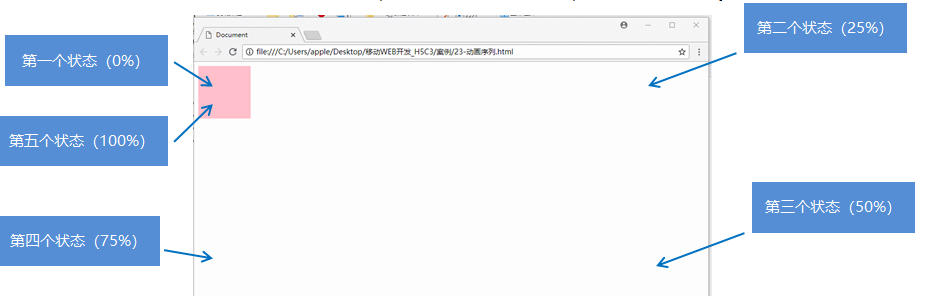 第二个状态（25%）
Document
第一个状态（0%）
file:///C:/Users/apple/Desktop/移动WEB开发_H5C3/案例/23-动画序列.html
第五个状态（100%）
第三个状态（50%）
第四个状态（75%）